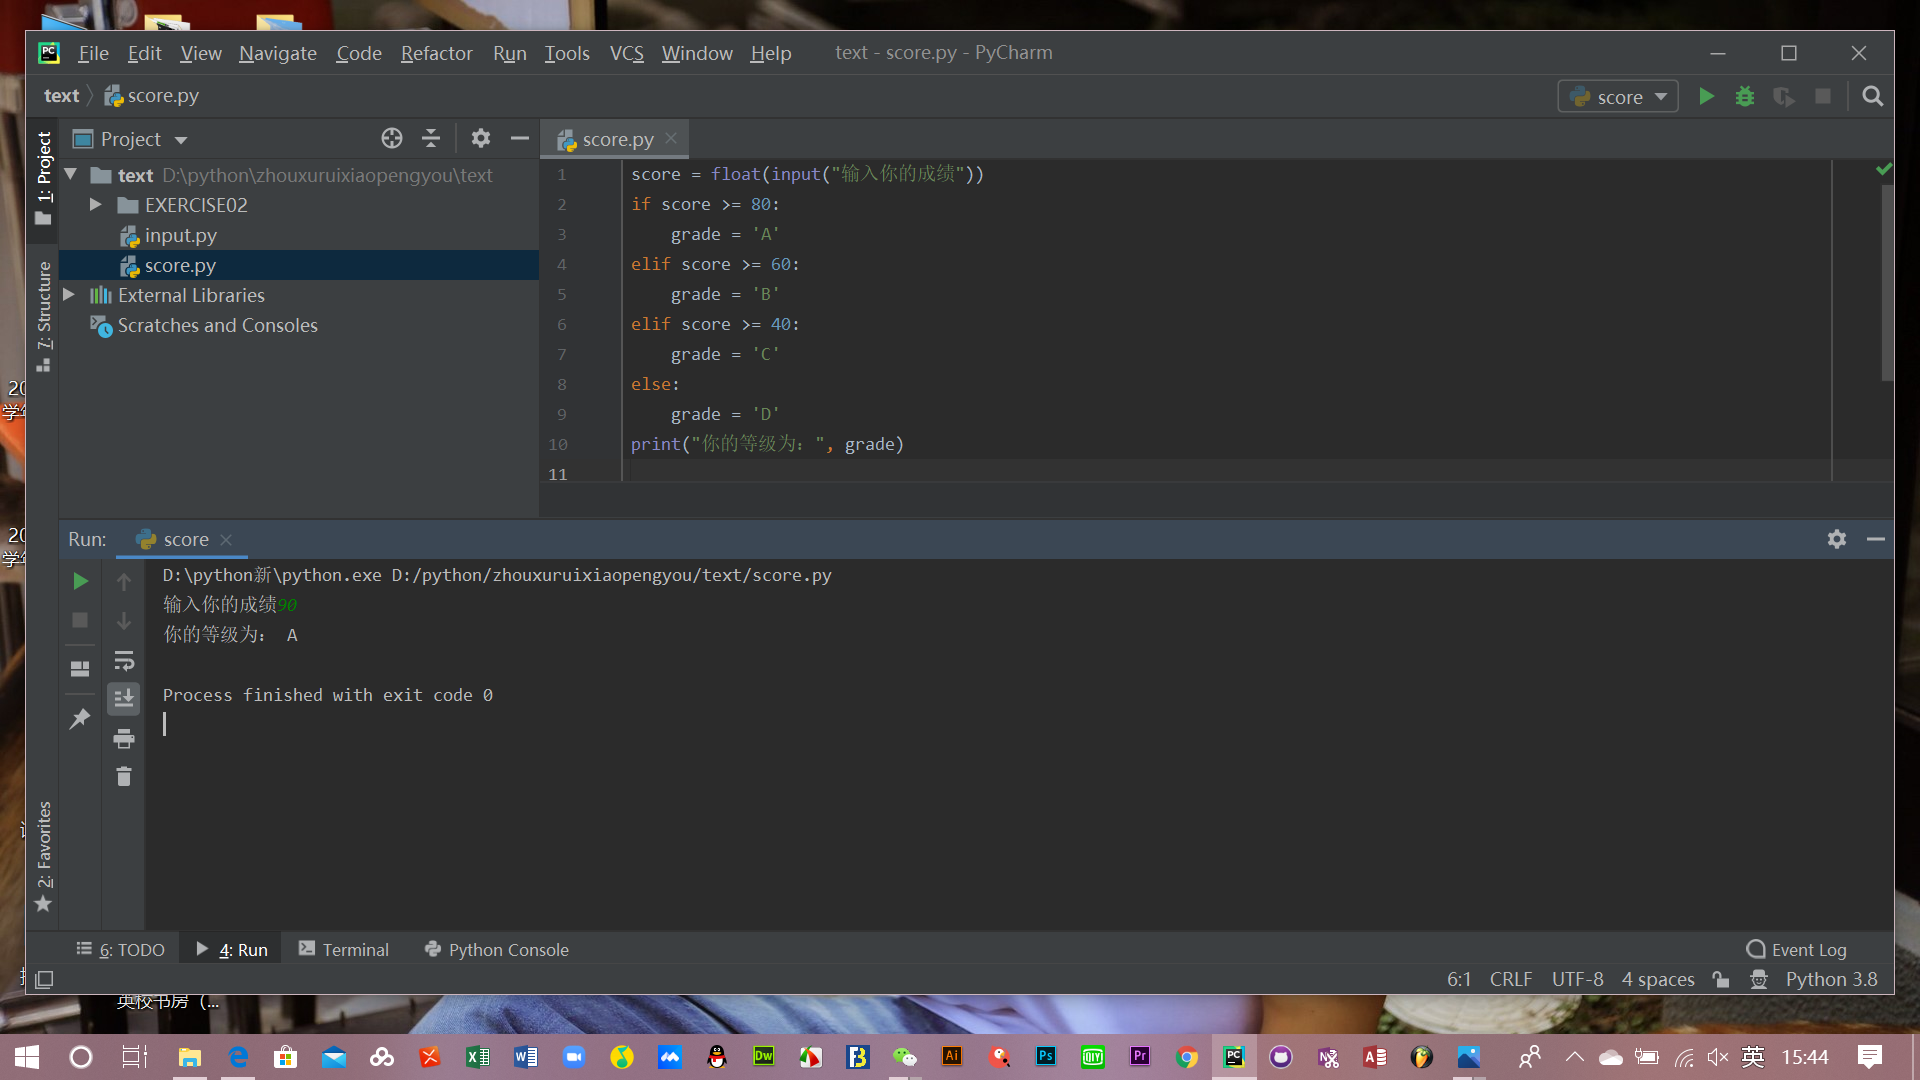 File Edit View Navigate Code Refactor Run Tools VCS Window Help text - score.py - PyCharm
text score.py
score
1: Project
Project
score.py
text D:\python\zhouxuruixiaopengyou\text
EXERCISE02
input.py
score.py
External Libraries
Scratches and Consoles
7: Structure
1 score = float(input("输入你的成绩"))
2 if score >= 80:
3 grade = 'A'
4 elif score >= 60:
5 grade = 'B'
6 elif score >= 40:
7 grade = 'C'
8 else:
9 grade = 'D'
10 print("你的等级为：", grade)
11
Run: score
D:\python新\python.exe D:/python/zhouxuruixiaopengyou/text/score.py
输入你的成绩90
你的等级为： A
Process finished with exit code 0
2: Favorites
6: TODO 4: Run Terminal Python Console Event Log
6:1 CRLF UTF-8 4 spaces Python 3.8
英校书房（...
英 15:44